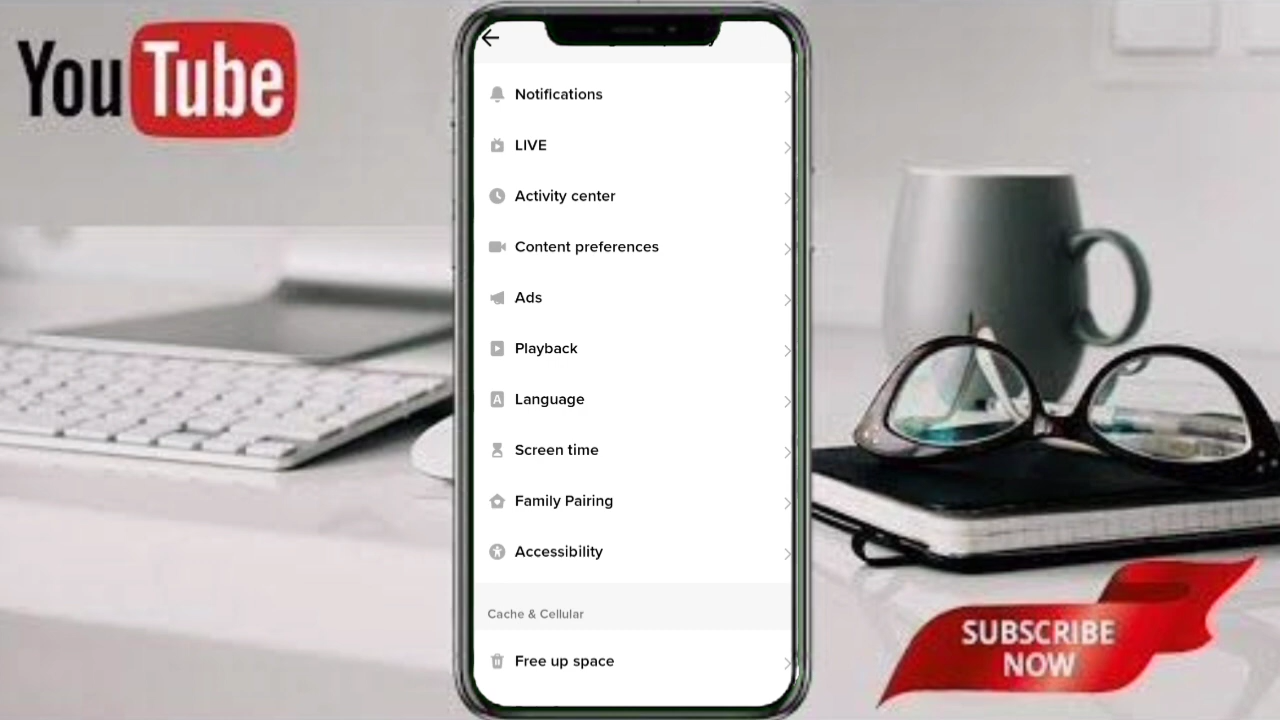 YouTube
Notifications
LIVE
Activity center
Content preferences
Ads
Playback
Language
Screen time
Family Pairing
Accessibility
Cache & Cellular
Free up space
SUBSCRIBE
NOW